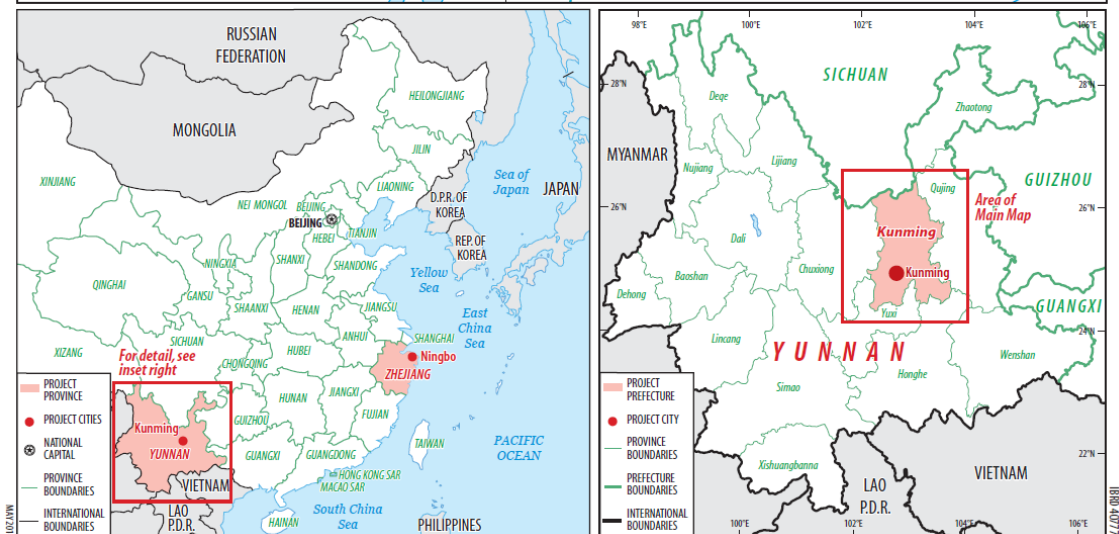 RUSSIAN
FEDERATION
HEILONGJIANG
MONGOLIA
JILIN
XINJIANG
LIAONING
Sea of
Japan
JAPAN
NEI MONGOL
BEIJING
BEIJING
D.P.R. OF
KOREA
HEBEI
TIANJIN
REP. OF
KOREA
NINGXIA
SHANXI
SHANDONG
Yellow
Sea
QINGHAI
GANSU
SHAANXI
HENAN
JIANGSU
East
China
Sea
ANHUI
SHANGHAI
SICHUAN
XIZANG
CHONGQING
HUBEI
Ningbo
ZHEJIANG
For detail, see
inset right
HUNAN
JIANGXI
GUIZHOU
FUJIAN
Kunming
YUNNAN
TAIWAN
PACIFIC
OCEAN
GUANGXI
GUANGDONG
HONG KONG SAR
MACAO SAR
VIETNAM
LAO
P.D.R.
HAINAN
South China
Sea
PHILIPPINES
PROJECT
PROVINCE
PROJECT CITIES
NATIONAL
CAPITAL
PROVINCE
BOUNDARIES
INTERNATIONAL
BOUNDARIES
98°E
100°E
102°E
104°E
106°E
SICHUAN
28°N
28°N
Deqe
Zhaotong
MYANMAR
Nujiang
Lijiang
Qujing
GUIZHOU
Area of
Main Map
26°N
26°N
Kunming
Dali
Chuxiong
Kunming
Baoshan
Dehong
GUANGXI
Yuxi
24°N
Lincang
YUNNAN
Wenshan
Honghe
Simao
PROJECT
PREFECTURE
PROJECT CITY
PROVINCE
BOUNDARIES
PREFECTURE
BOUNDARIES
INTERNATIONAL
BOUNDARIES
Xishuangbanna
VIETNAM
22°N
LAO
P.D.R.
100°E
102°E
104°E
106°E